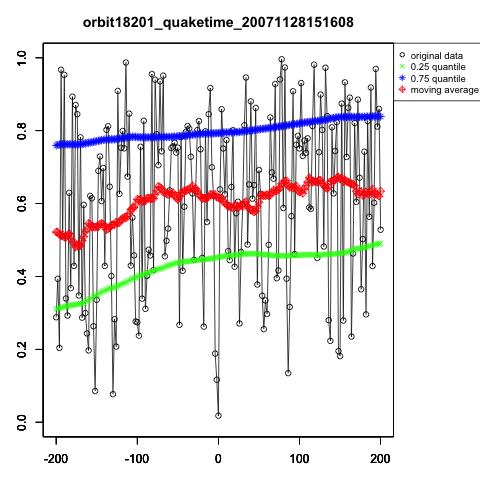 orbit18201_quaketime_20071128151608
original data
0.25 quantile
0.75 quantile
moving average
1.0
0.8
0.6
0.4
0.2
0.0
-200 -100 0 100 200